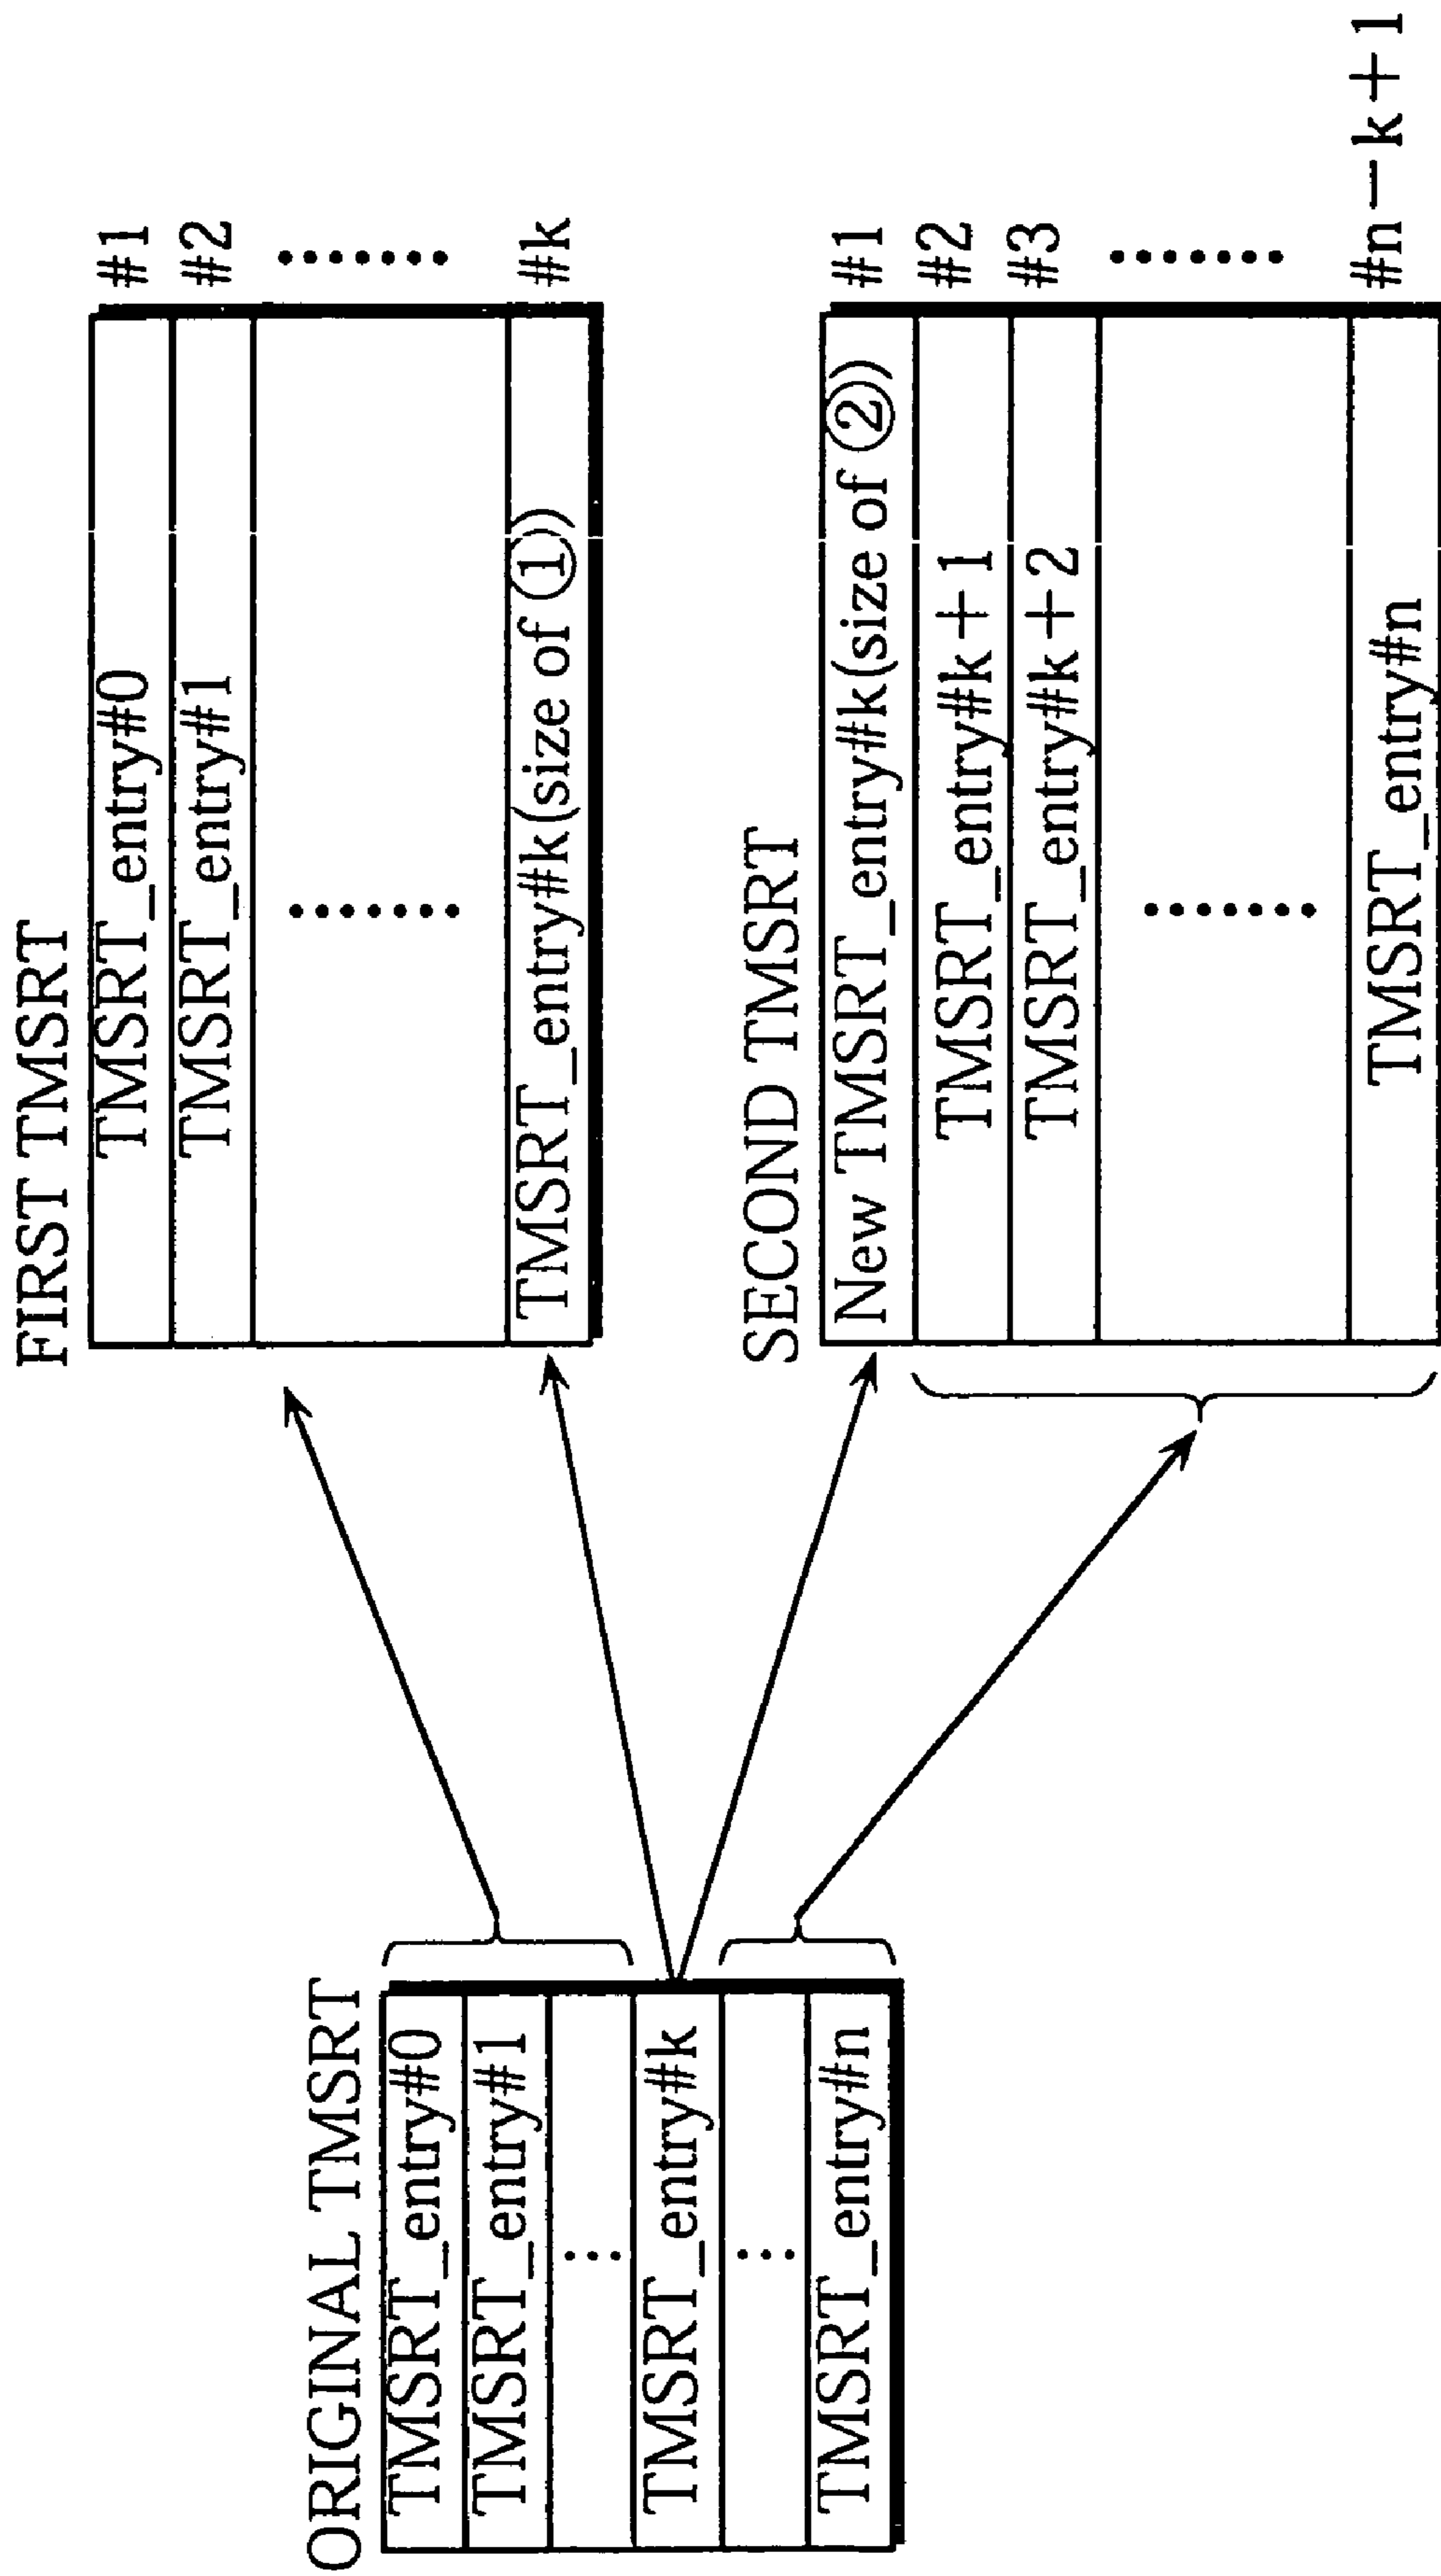 ORIGINAL TMSRT
TMSRT_entry#0
TMSRT_entry#1
...
TMSRT_entry#k
...
TMSRT_entry#n
FIRST TMSRT
TMSRT_entry#0 #1
TMSRT_entry#1 #2
....... .......
TMSRT_entry#k(size of ①) #k
SECOND TMSRT
New TMSRT_entry#k(size of ②) #1
TMSRT_entry#k+1 #2
TMSRT_entry#k+2 #3
....... .......
TMSRT_entry#n #n-k+1